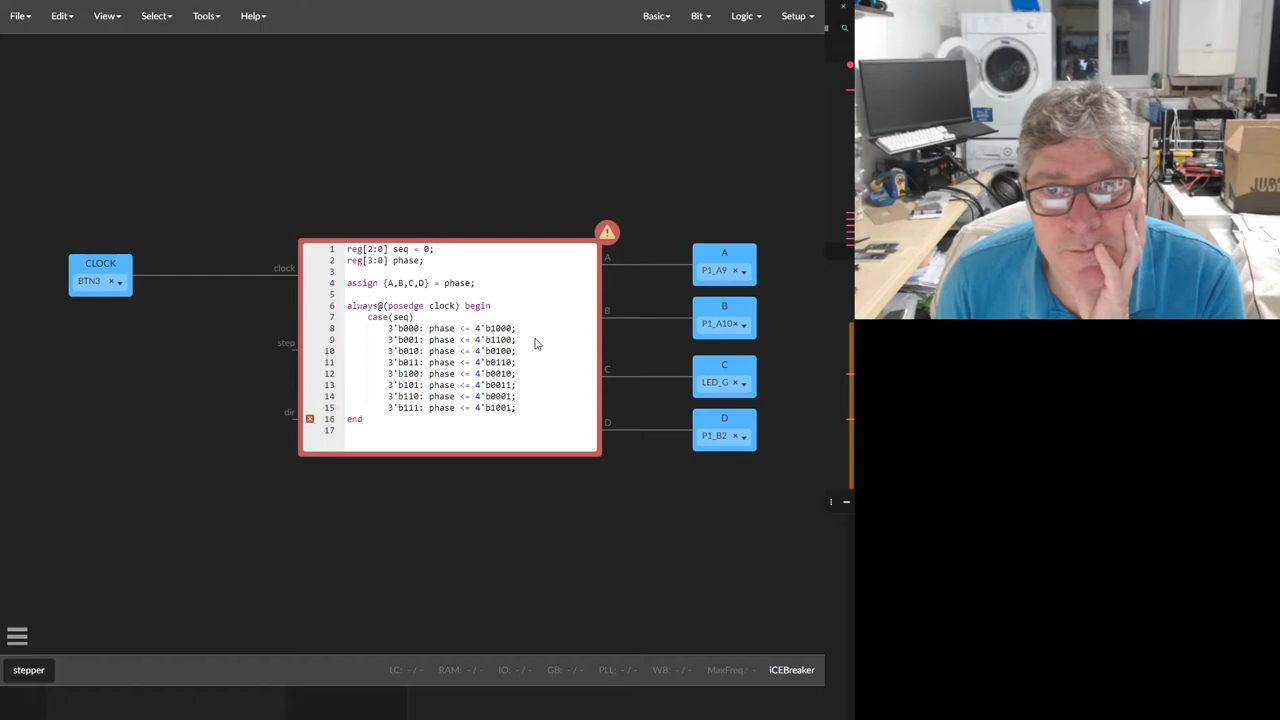 File Edit View Select Tools Help Basic Bit Logic Setup
CLOCK
BTN3
clock
step
dir
1 reg[2:0] seq = 0;
2 reg[3:0] phase;
3
4 assign {A,B,C,D} = phase;
5
6 always@(posedge clock) begin
7 case(seq)
8 3'b000: phase <= 4'b1000;
9 3'b001: phase <= 4'b1100;
10 3'b010: phase <= 4'b0100;
11 3'b011: phase <= 4'b0110;
12 3'b100: phase <= 4'b0010;
13 3'b101: phase <= 4'b0011;
14 3'b110: phase <= 4'b0001;
15 3'b111: phase <= 4'b1001;
16 end
17
A
B
C
D
A
P1_A9
B
P1_A10
C
LED_G
D
P1_B2
stepper LC: - / - RAM: - / - IO: - / - GB: - / - PLL: - / - WB: - / - MaxFreq.: - iCEBreaker